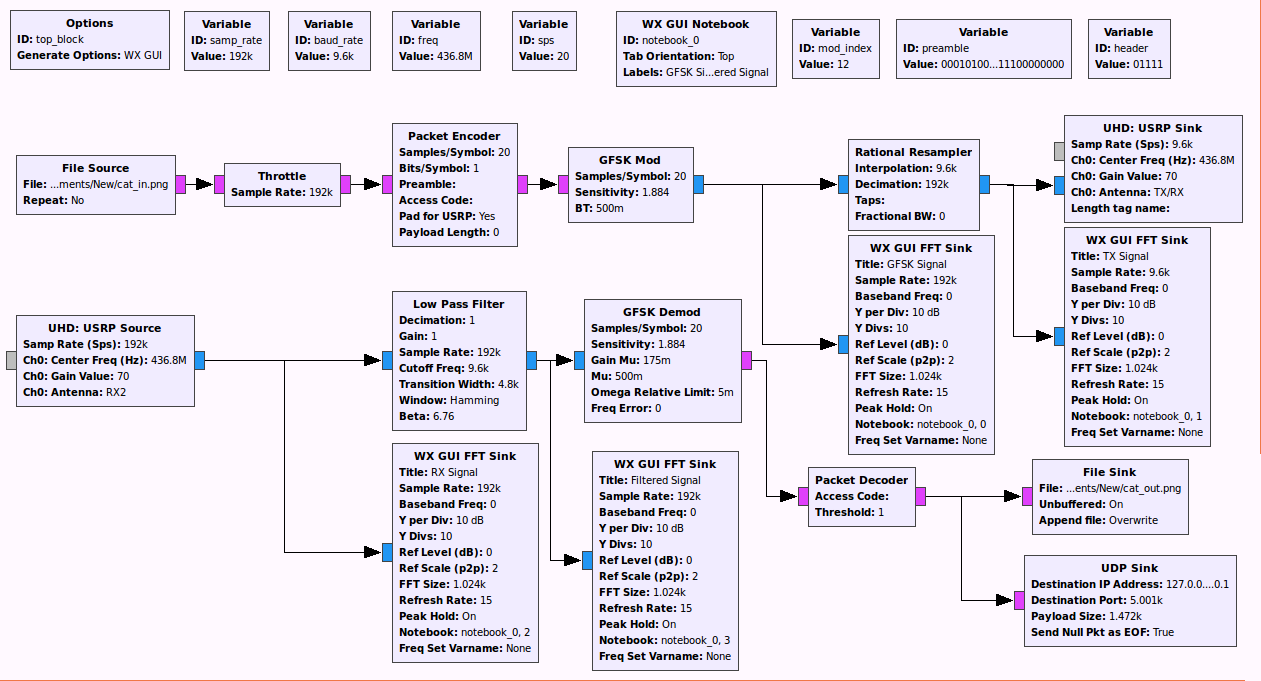 Options
ID: top_block
Generate Options: WX GUI
Variable
ID: samp_rate
Value: 192k
Variable
ID: baud_rate
Value: 9.6k
Variable
ID: freq
Value: 436.8M
Variable
ID: sps
Value: 20
WX GUI Notebook
ID: notebook_0
Tab Orientation: Top
Labels: GFSK Si...ered Signal
Variable
ID: mod_index
Value: 12
Variable
ID: preamble
Value: 00010100...11100000000
Variable
ID: header
Value: 01111
File Source
File: ...ments/New/cat_in.png
Repeat: No
Throttle
Sample Rate: 192k
Packet Encoder
Samples/Symbol: 20
Bits/Symbol: 1
Preamble:
Access Code:
Pad for USRP: Yes
Payload Length: 0
GFSK Mod
Samples/Symbol: 20
Sensitivity: 1.884
BT: 500m
Rational Resampler
Interpolation: 9.6k
Decimation: 192k
Taps:
Fractional BW: 0
UHD: USRP Sink
Samp Rate (Sps): 9.6k
Ch0: Center Freq (Hz): 436.8M
Ch0: Gain Value: 70
Ch0: Antenna: TX/RX
Length tag name:
WX GUI FFT Sink
Title: GFSK Signal
Sample Rate: 192k
Baseband Freq: 0
Y per Div: 10 dB
Y Divs: 10
Ref Level (dB): 0
Ref Scale (p2p): 2
FFT Size: 1.024k
Refresh Rate: 15
Peak Hold: On
Notebook: notebook_0, 0
Freq Set Varname: None
WX GUI FFT Sink
Title: TX Signal
Sample Rate: 9.6k
Baseband Freq: 0
Y per Div: 10 dB
Y Divs: 10
Ref Level (dB): 0
Ref Scale (p2p): 2
FFT Size: 1.024k
Refresh Rate: 15
Peak Hold: On
Notebook: notebook_0, 1
Freq Set Varname: None
UHD: USRP Source
Samp Rate (Sps): 192k
Ch0: Center Freq (Hz): 436.8M
Ch0: Gain Value: 70
Ch0: Antenna: RX2
Low Pass Filter
Decimation: 1
Gain: 1
Sample Rate: 192k
Cutoff Freq: 9.6k
Transition Width: 4.8k
Window: Hamming
Beta: 6.76
GFSK Demod
Samples/Symbol: 20
Sensitivity: 1.884
Gain Mu: 175m
Mu: 500m
Omega Relative Limit: 5m
Freq Error: 0
WX GUI FFT Sink
Title: RX Signal
Sample Rate: 192k
Baseband Freq: 0
Y per Div: 10 dB
Y Divs: 10
Ref Level (dB): 0
Ref Scale (p2p): 2
FFT Size: 1.024k
Refresh Rate: 15
Peak Hold: On
Notebook: notebook_0, 2
Freq Set Varname: None
WX GUI FFT Sink
Title: Filtered Signal
Sample Rate: 192k
Baseband Freq: 0
Y per Div: 10 dB
Y Divs: 10
Ref Level (dB): 0
Ref Scale (p2p): 2
FFT Size: 1.024k
Refresh Rate: 15
Peak Hold: On
Notebook: notebook_0, 3
Freq Set Varname: None
Packet Decoder
Access Code:
Threshold: 1
File Sink
File: ...ents/New/cat_out.png
Unbuffered: On
Append file: Overwrite
UDP Sink
Destination IP Address: 127.0.0....0.1
Destination Port: 5.001k
Payload Size: 1.472k
Send Null Pkt as EOF: True